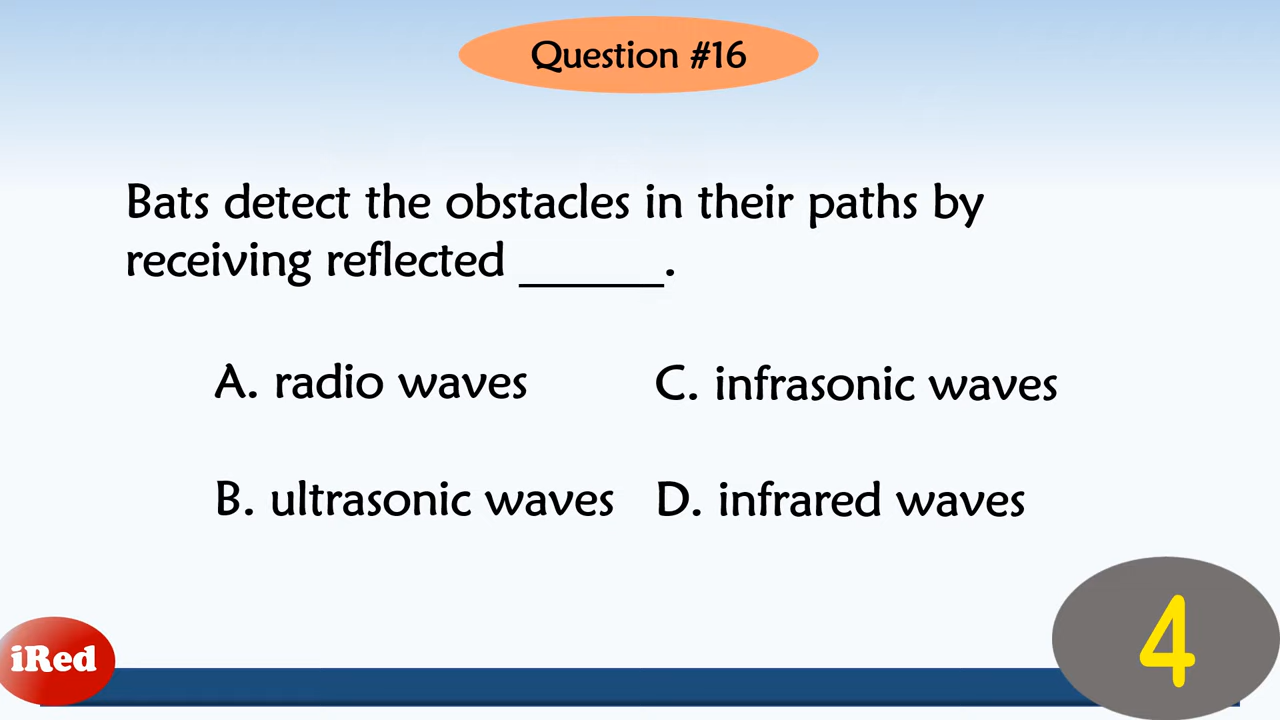 Question #16
Bats detect the obstacles in their paths by
receiving reflected ______.
A. radio waves
C. infrasonic waves
B. ultrasonic waves
D. infrared waves
iRed
4